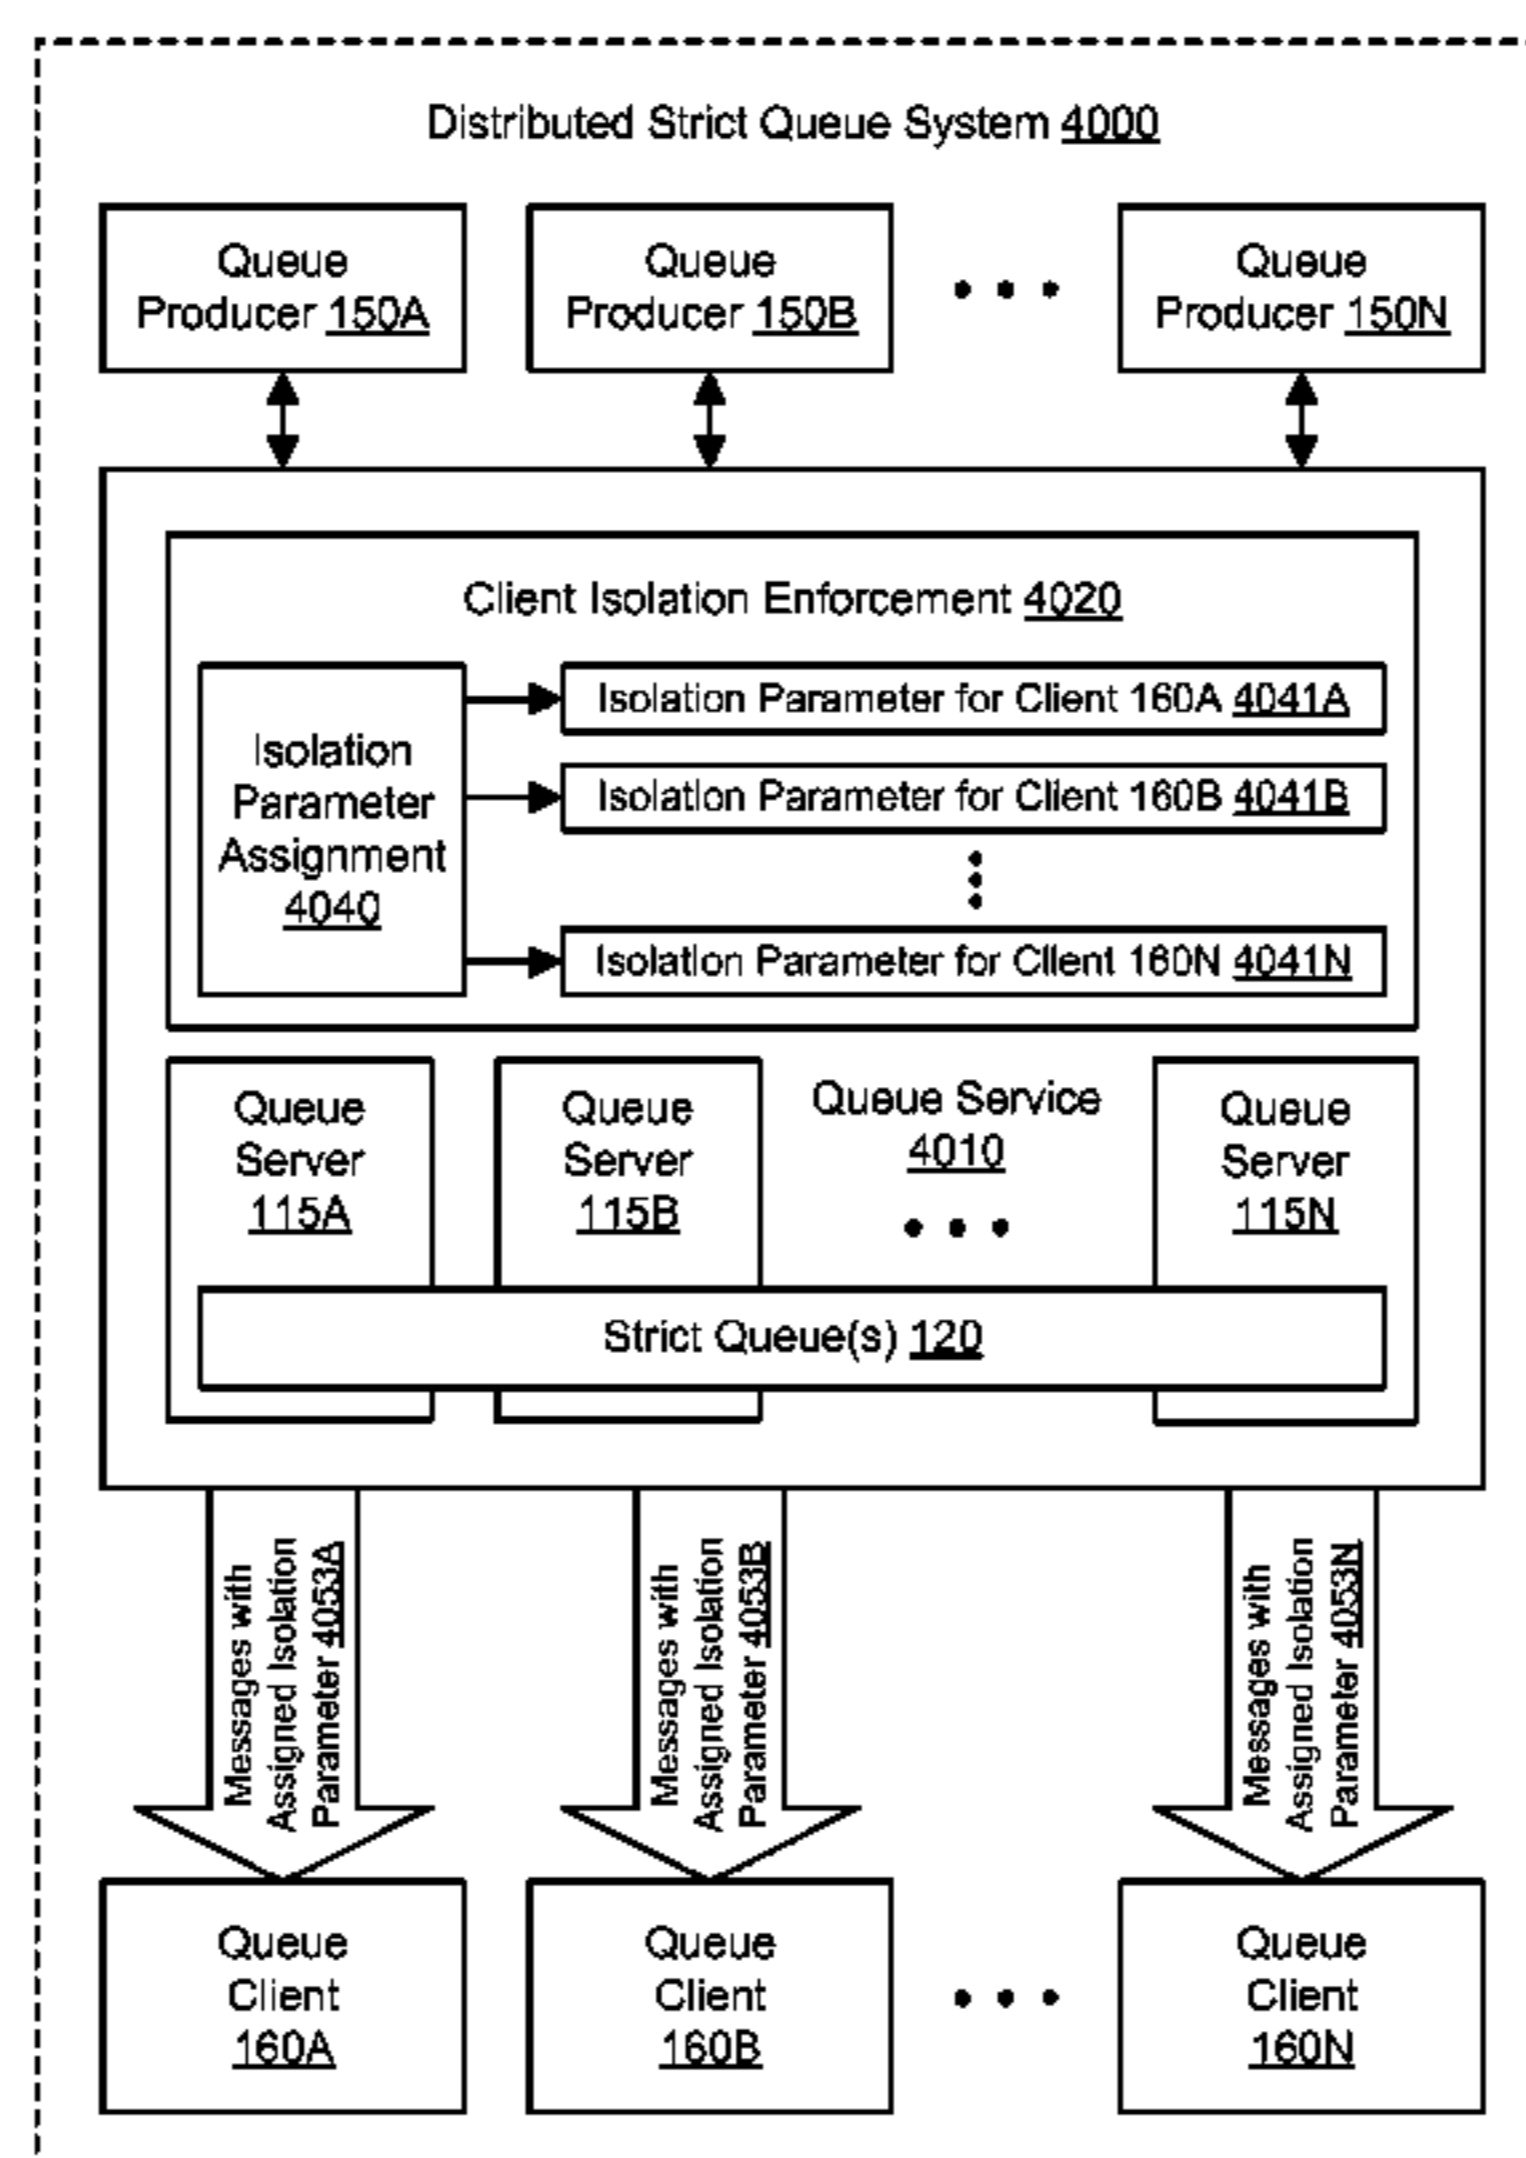 Distributed Strict Queue System 4000
Queue
Producer 150A
Queue
Producer 150B
Queue
Producer 150N
Client Isolation Enforcement 4020
Isolation
Parameter
Assignment
4040
Isolation Parameter for Client 160A 4041A
Isolation Parameter for Client 160B 4041B
Isolation Parameter for Client 160N 4041N
Queue
Server
115A
Queue
Server
115B
Queue Service
4010
Queue
Server
115N
Strict Queue(s) 120
Messages with
Assigned Isolation
Parameter 4053A
Messages with
Assigned Isolation
Parameter 4053B
Messages with
Assigned Isolation
Parameter 4053N
Queue
Client
160A
Queue
Client
160B
Queue
Client
160N